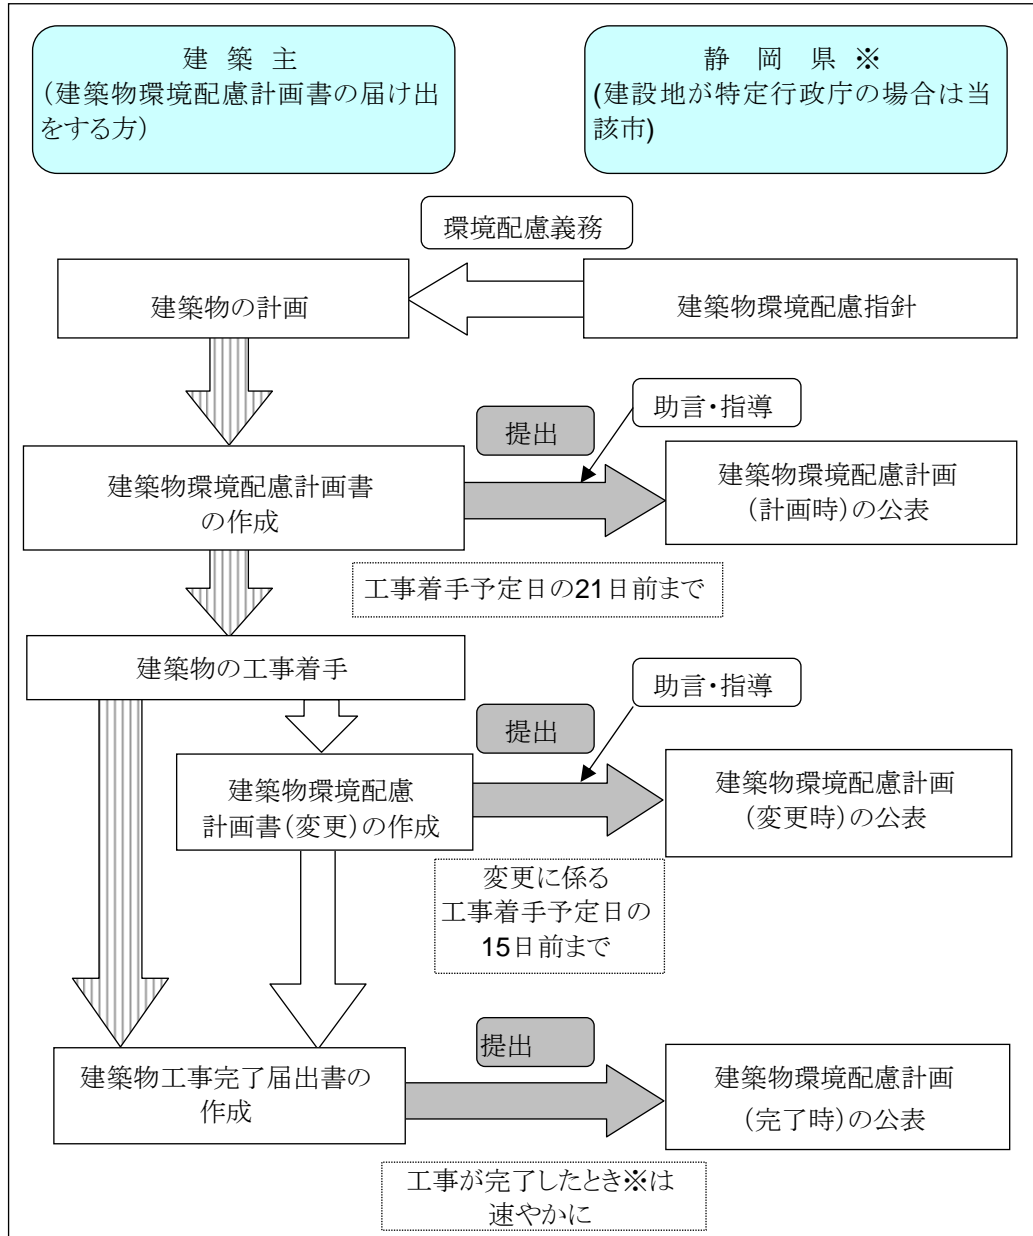 建 築 主
（建築物環境配慮計画書の届け出
をする方）
静 岡 県 ※
(建設地が特定行政庁の場合は当
該市)
環境配慮義務
建築物の計画
建築物環境配慮指針
提出
助言・指導
建築物環境配慮計画書
の作成
建築物環境配慮計画
（計画時）の公表
工事着手予定日の21日前まで
建築物の工事着手
提出
助言・指導
建築物環境配慮
計画書（変更）の作成
建築物環境配慮計画
（変更時）の公表
変更に係る
工事着手予定日の
15日前まで
提出
建築物工事完了届出書の
作成
建築物環境配慮計画
（完了時）の公表
工事が完了したとき※は
速やかに